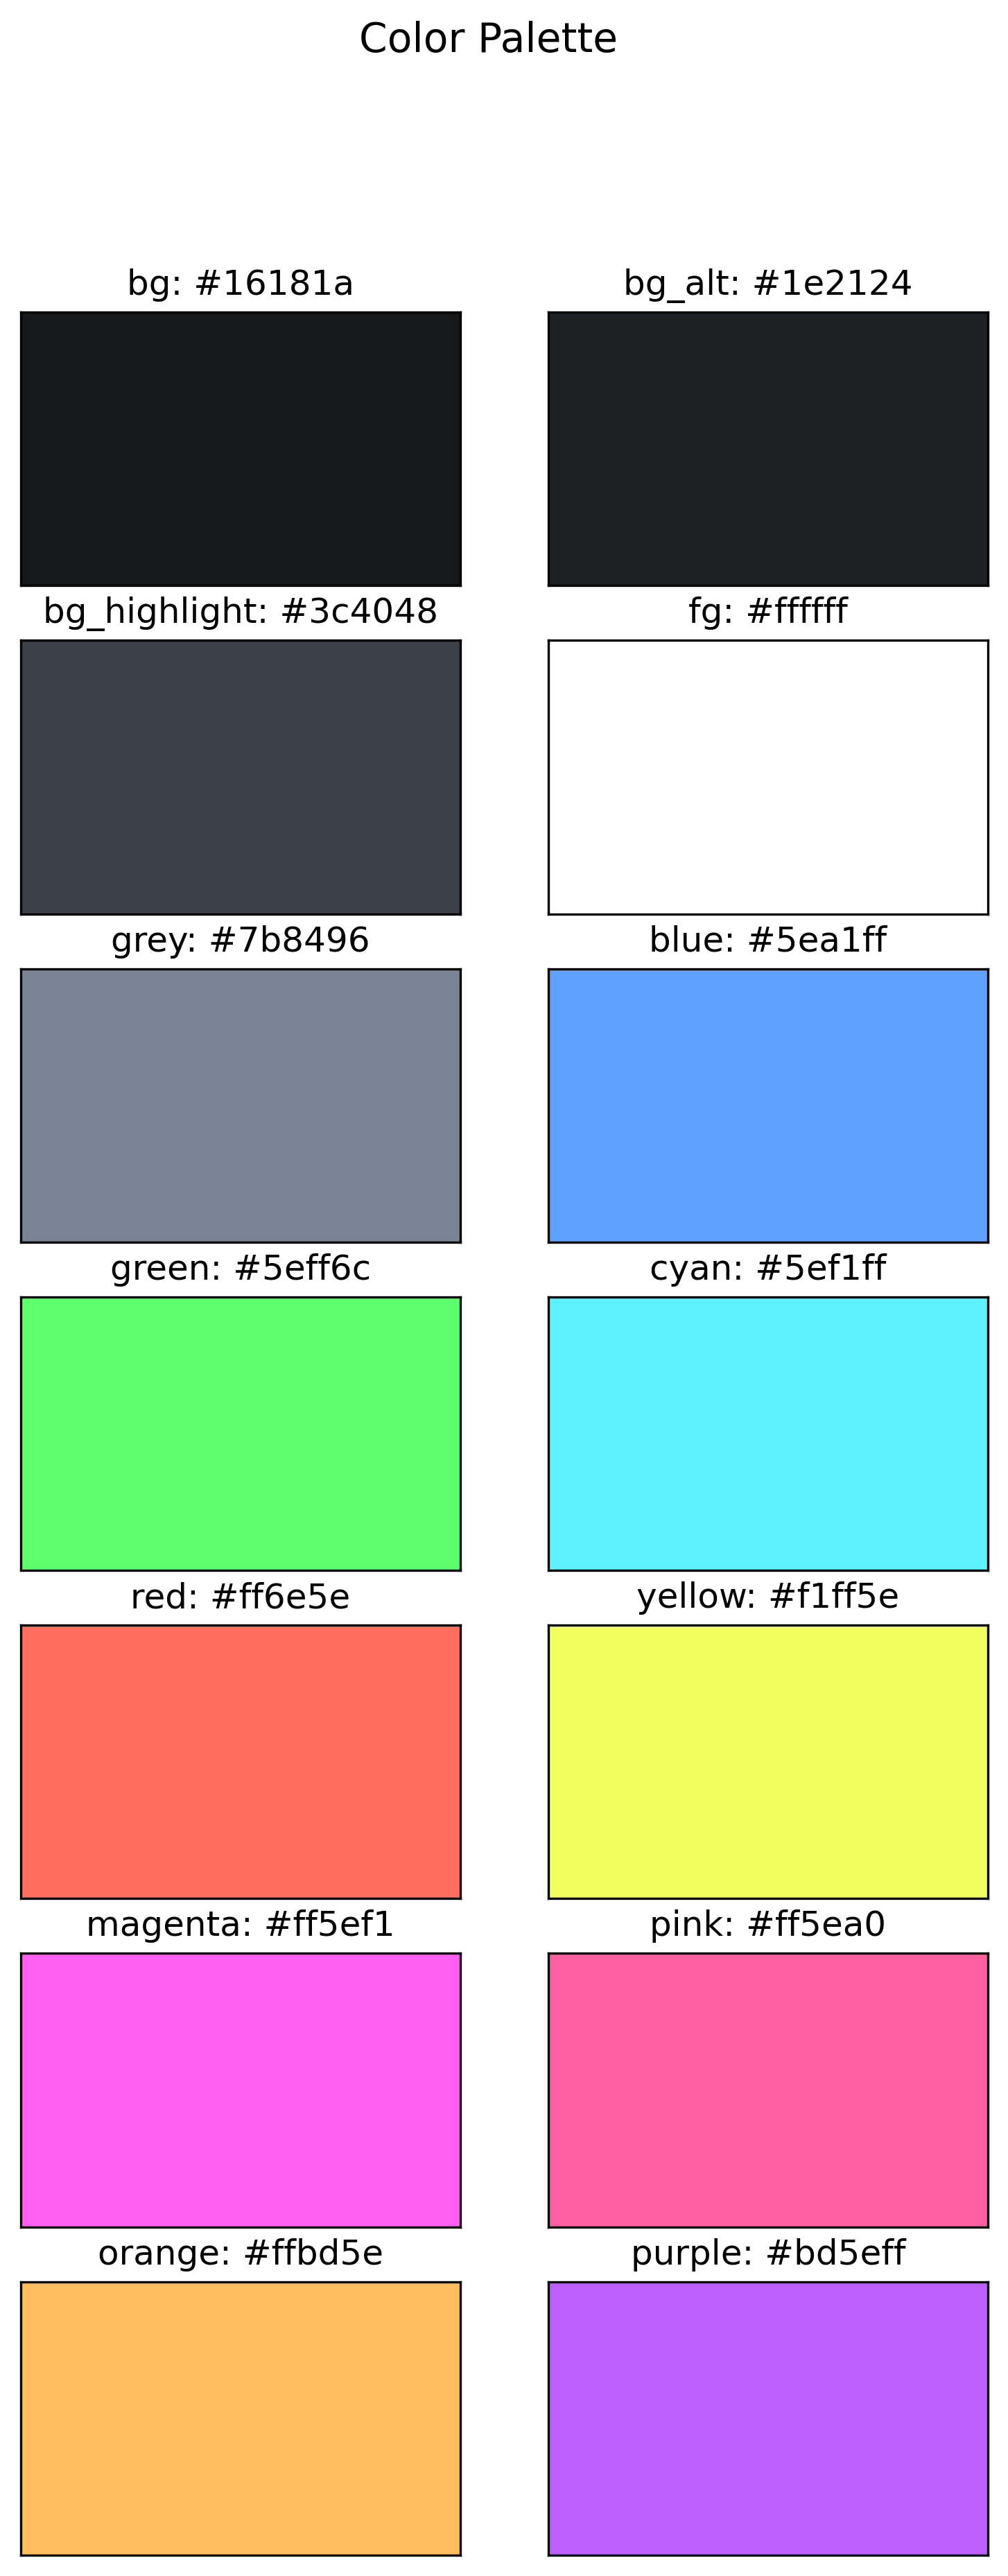 Color Palette
bg: #16181a
bg_alt: #1e2124
bg_highlight: #3c4048
fg: #ffffff
grey: #7b8496
blue: #5ea1ff
green: #5eff6c
cyan: #5ef1ff
red: #ff6e5e
yellow: #f1ff5e
magenta: #ff5ef1
pink: #ff5ea0
orange: #ffbd5e
purple: #bd5eff